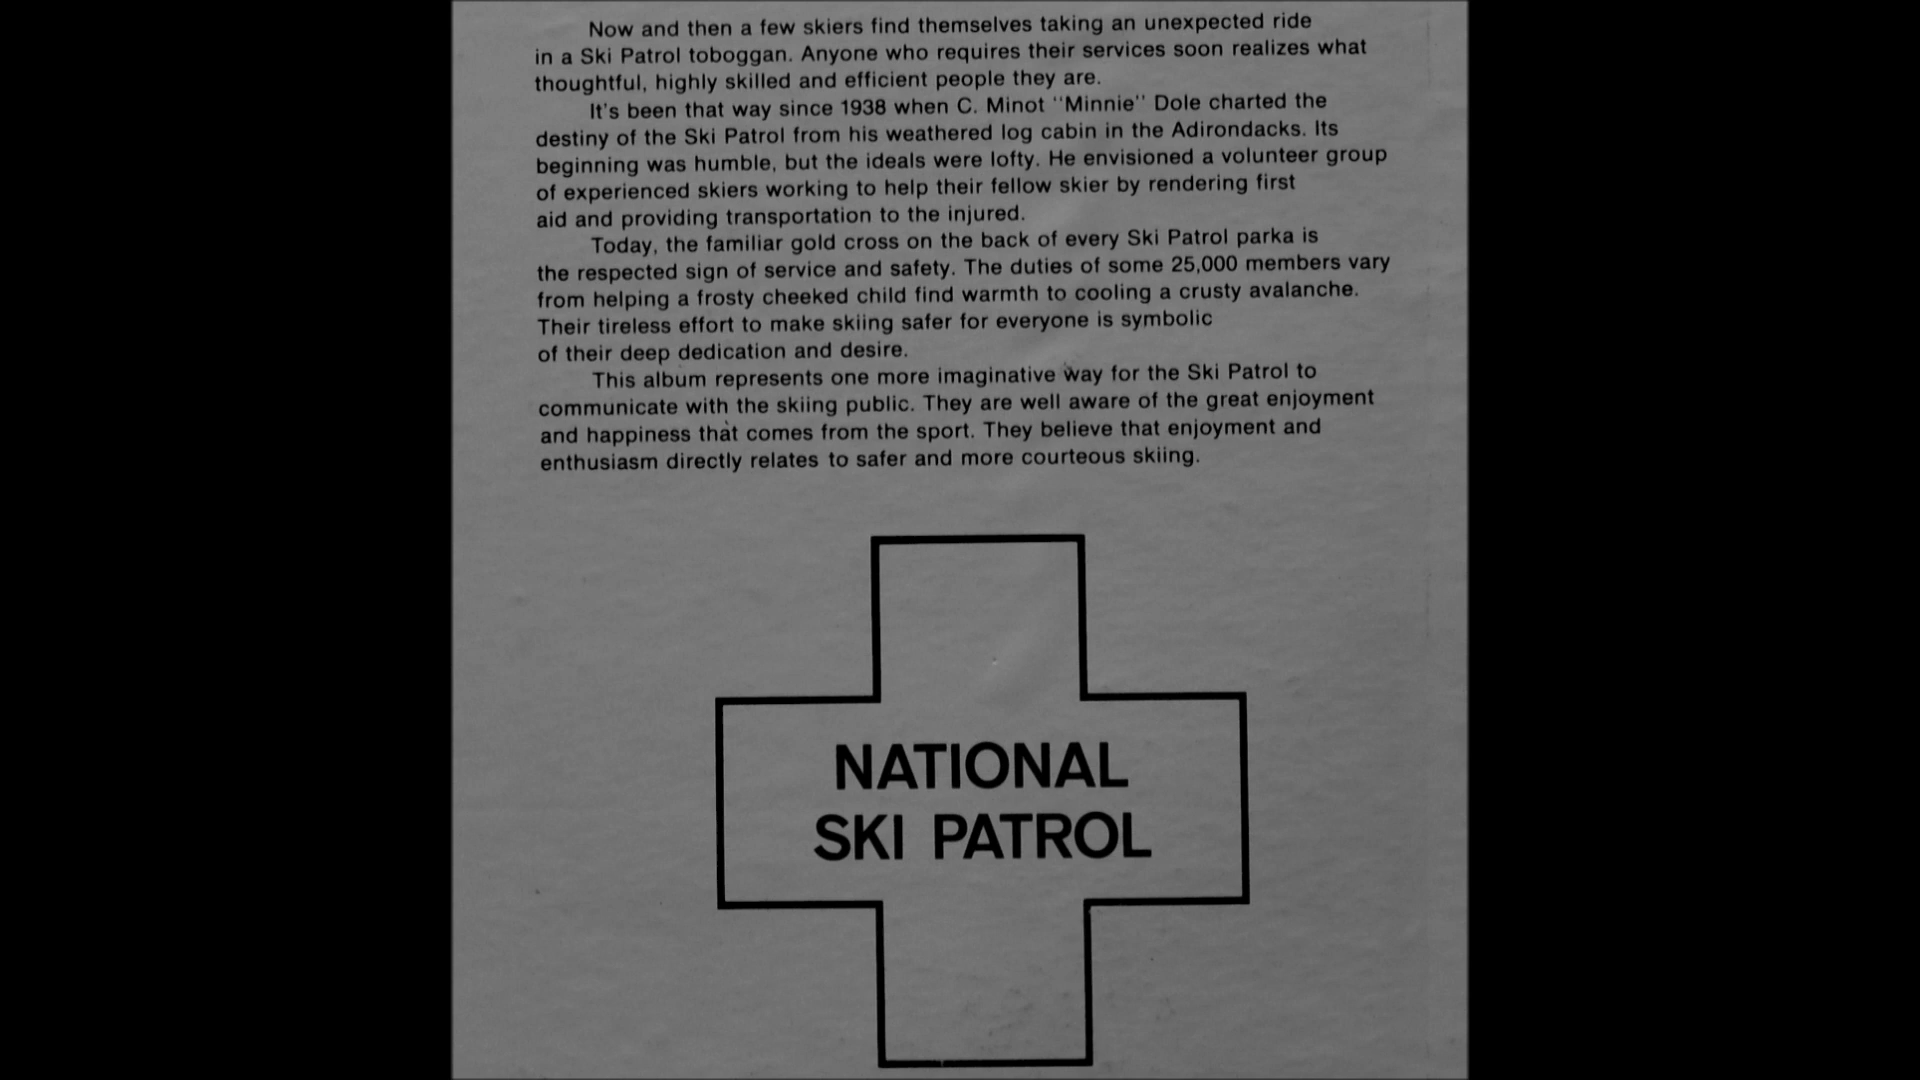 Now and then a few skiers find themselves taking an unexpected ride
in a Ski Patrol toboggan. Anyone who requires their services soon realizes what
thoughtful, highly skilled and efficient people they are.
It's been that way since 1938 when C. Minot "Minnie" Dole charted the
destiny of the Ski Patrol from his weathered log cabin in the Adirondacks. Its
beginning was humble, but the ideals were lofty. He envisioned a volunteer group
of experienced skiers working to help their fellow skier by rendering first
aid and providing transportation to the injured.
Today, the familiar gold cross on the back of every Ski Patrol parka is
the respected sign of service and safety. The duties of some 25,000 members vary
from helping a frosty cheeked child find warmth to cooling a crusty avalanche.
Their tireless effort to make skiing safer for everyone is symbolic
of their deep dedication and desire.
This album represents one more imaginative way for the Ski Patrol to
communicate with the skiing public. They are well aware of the great enjoyment
and happiness that comes from the sport. They believe that enjoyment and
enthusiasm directly relates to safer and more courteous skiing.
NATIONAL
SKI PATROL